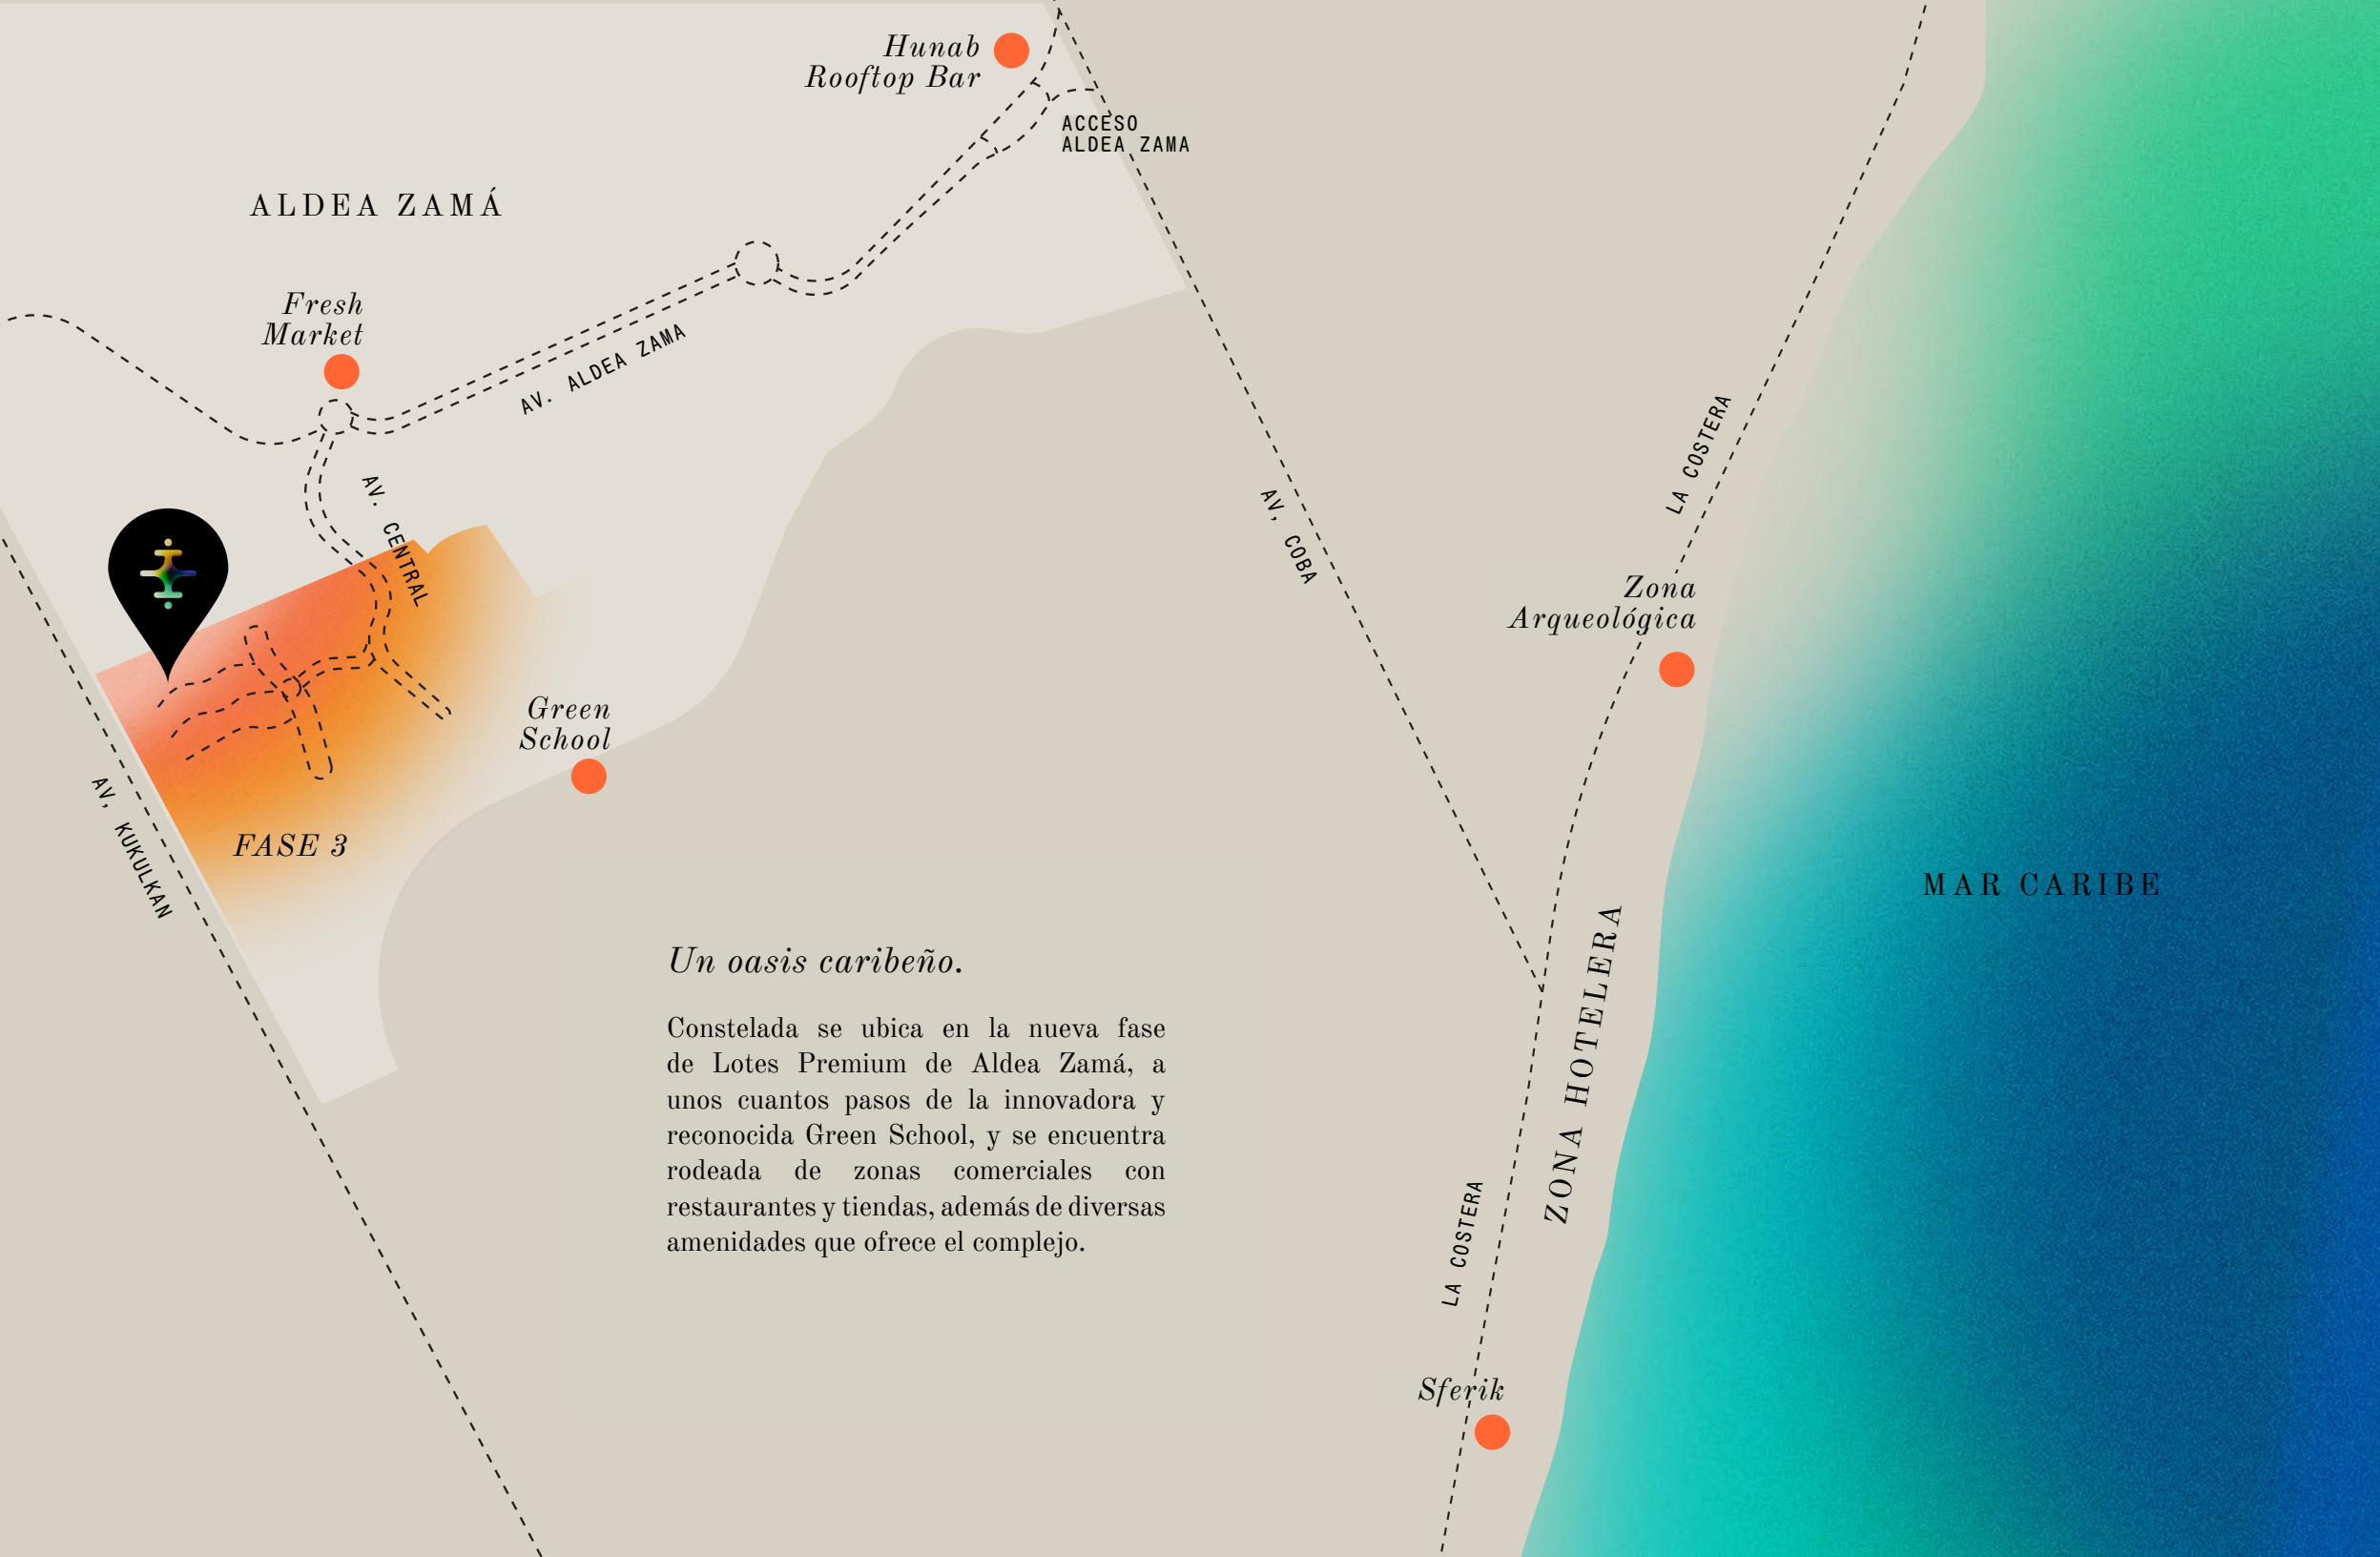 Hunab
Rooftop Bar
ACCESO
ALDEA ZAMA
ALDEA ZAMÁ
Fresh
Market
AV. ALDEA ZAMA
LA COSTERA
AV. CENTRAL
AV, COBA
Zona
Arqueológica
Green
School
AV, KUKULKAN
FASE 3
MAR CARIBE
ZONA HOTELERA
Un oasis caribeño.
Constelada se ubica en la nueva fase
de Lotes Premium de Aldea Zamá, a
unos cuantos pasos de la innovadora y
reconocida Green School, y se encuentra
rodeada de zonas comerciales con
restaurantes y tiendas, además de diversas
amenidades que ofrece el complejo.
LA COSTERA
Sferik